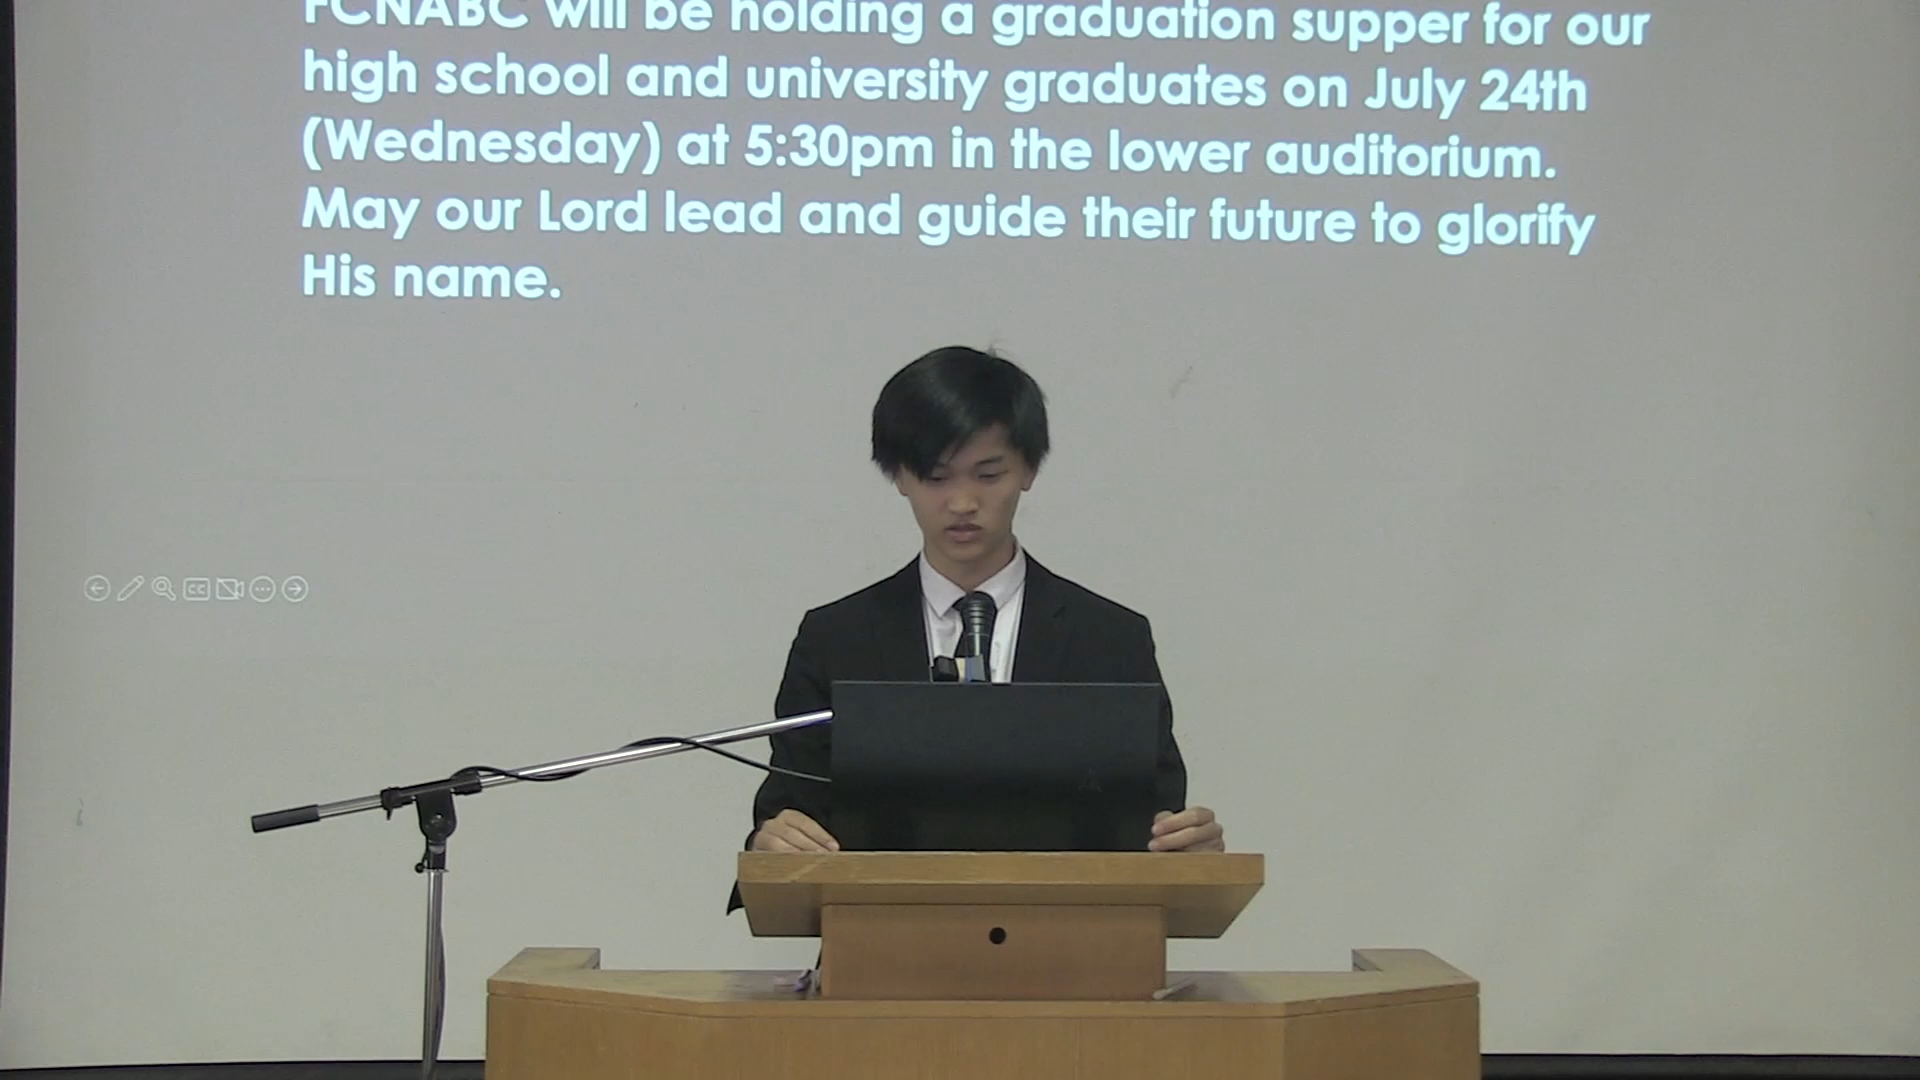 FCNABC will be holding a graduation supper for our
high school and university graduates on July 24th
(Wednesday) at 5:30pm in the lower auditorium.
May our Lord lead and guide their future to glorify
His name.
CC